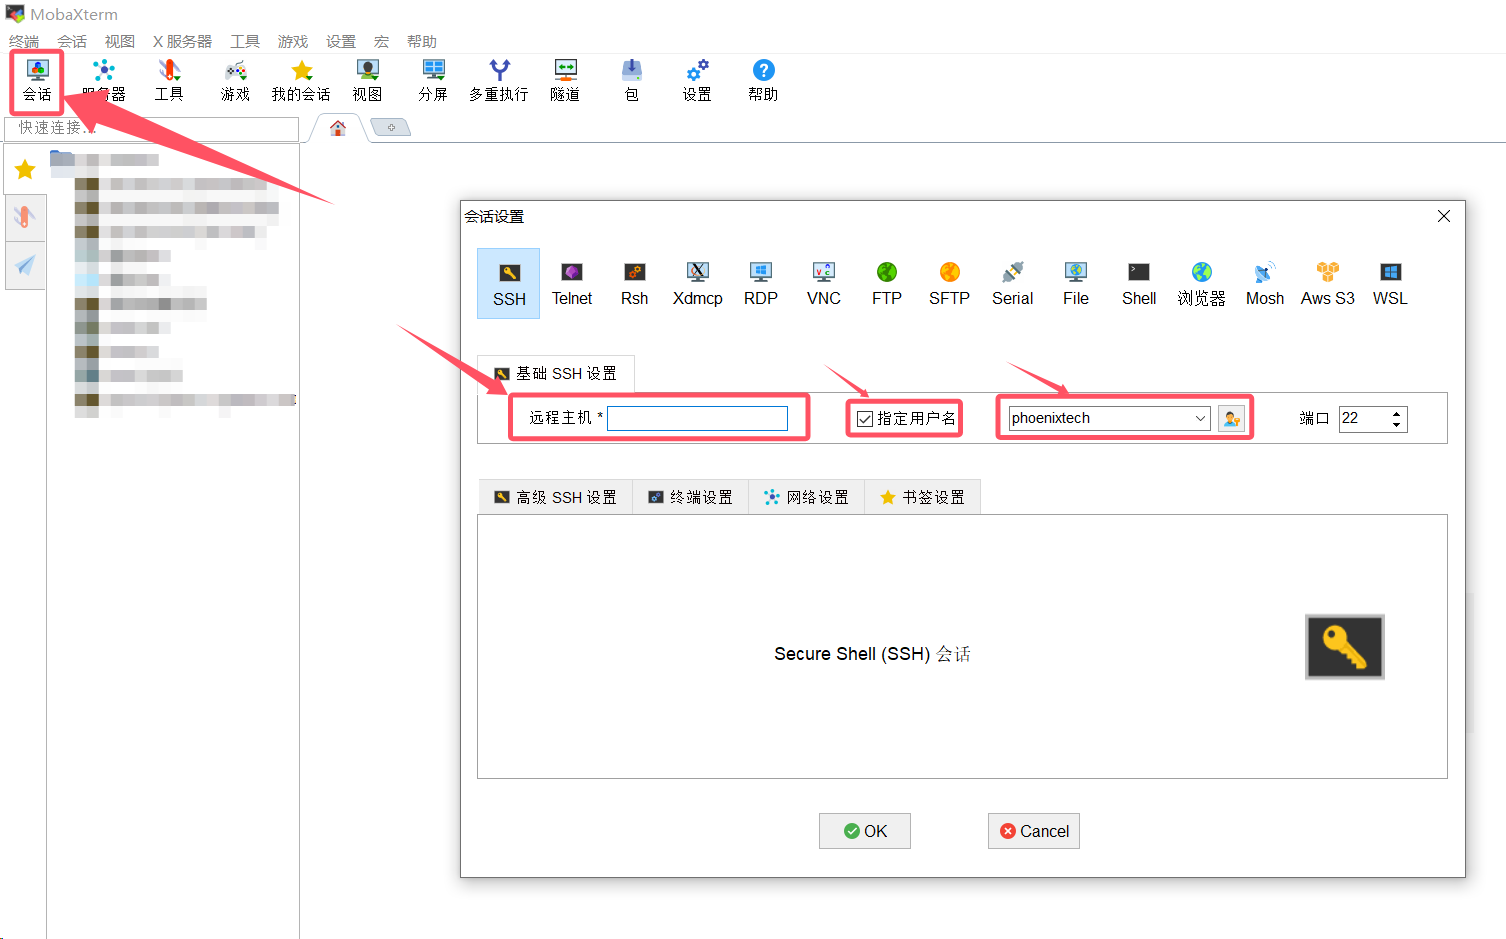 MobaXterm
终端 会话 视图 X 服务器 工具 游戏 设置 宏 帮助
会话 服务器 工具 游戏 我的会话 视图 分屏 多重执行 隧道 包 设置 帮助
快速连接...
会话设置
SSH Telnet Rsh Xdmcp RDP VNC FTP SFTP Serial File Shell 浏览器 Mosh Aws S3 WSL
基础 SSH 设置
远程主机 * 指定用户名 phoenixtech 端口 22
高级 SSH 设置 终端设置 网络设置 书签设置
Secure Shell (SSH) 会话
OK Cancel